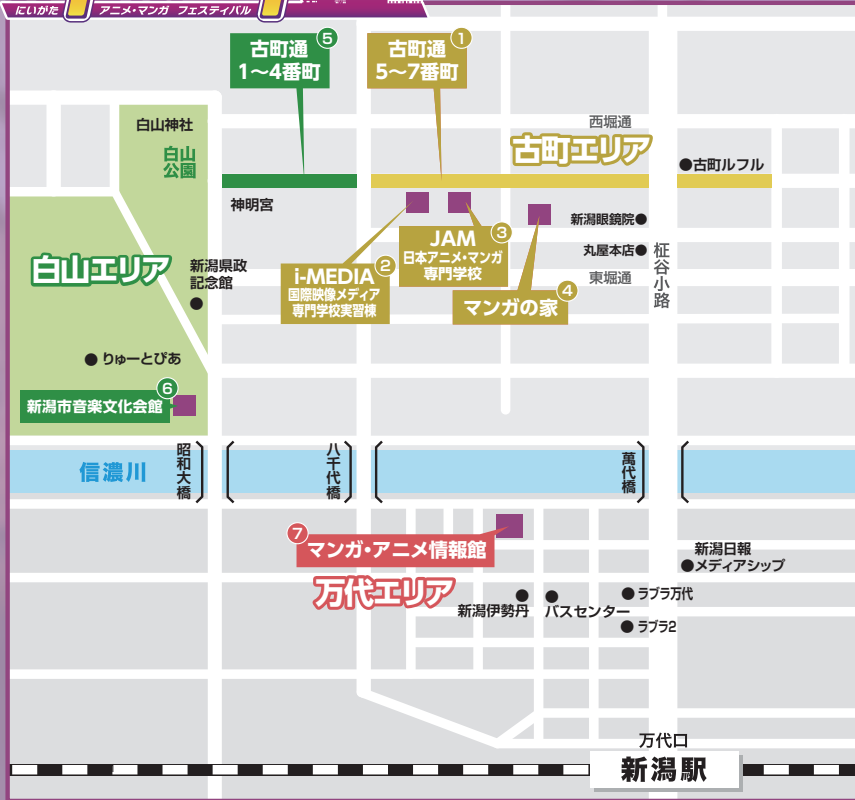 にいがた アニメ・マンガ フェスティバル
古町通
1〜4番町
⑤
古町通
5〜7番町
①
西堀通
古町エリア
●古町ルフル
白山神社
白山
公園
神明宮
新潟眼鏡院●
丸屋本店●
柾谷小路
東堀通
JAM
日本アニメ・マンガ
専門学校
③
i-MEDIA
国際映像メディア
専門学校実習棟
②
マンガの家
④
白山エリア
新潟県政
記念館
●りゅーとぴあ
新潟市音楽文化会館
⑥
信濃川
昭和大橋
八千代橋
萬代橋
⑦
マンガ・アニメ情報館
万代エリア
新潟日報
●メディアシップ
新潟伊勢丹
バスセンター
●ラブラ万代
●ラブラ2
万代口
新潟駅